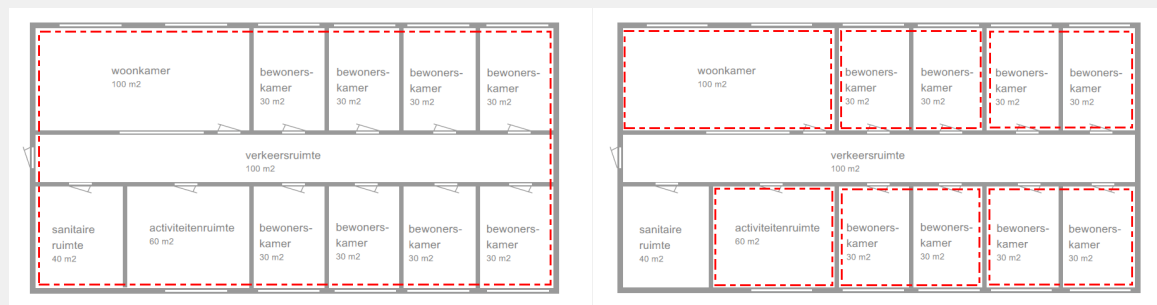 woonkamer
100 m2
bewoners-
kamer
30 m2
bewoners-
kamer
30 m2
bewoners-
kamer
30 m2
bewoners-
kamer
30 m2
verkeersruimte
100 m2
sanitaire
ruimte
40 m2
activiteitenruimte
60 m2
bewoners-
kamer
30 m2
bewoners-
kamer
30 m2
bewoners-
kamer
30 m2
bewoners-
kamer
30 m2
woonkamer
100 m2
bewoners-
kamer
30 m2
bewoners-
kamer
30 m2
bewoners-
kamer
30 m2
bewoners-
kamer
30 m2
verkeersruimte
100 m2
sanitaire
ruimte
40 m2
activiteitenruimte
60 m2
bewoners-
kamer
30 m2
bewoners-
kamer
30 m2
bewoners-
kamer
30 m2
bewoners-
kamer
30 m2